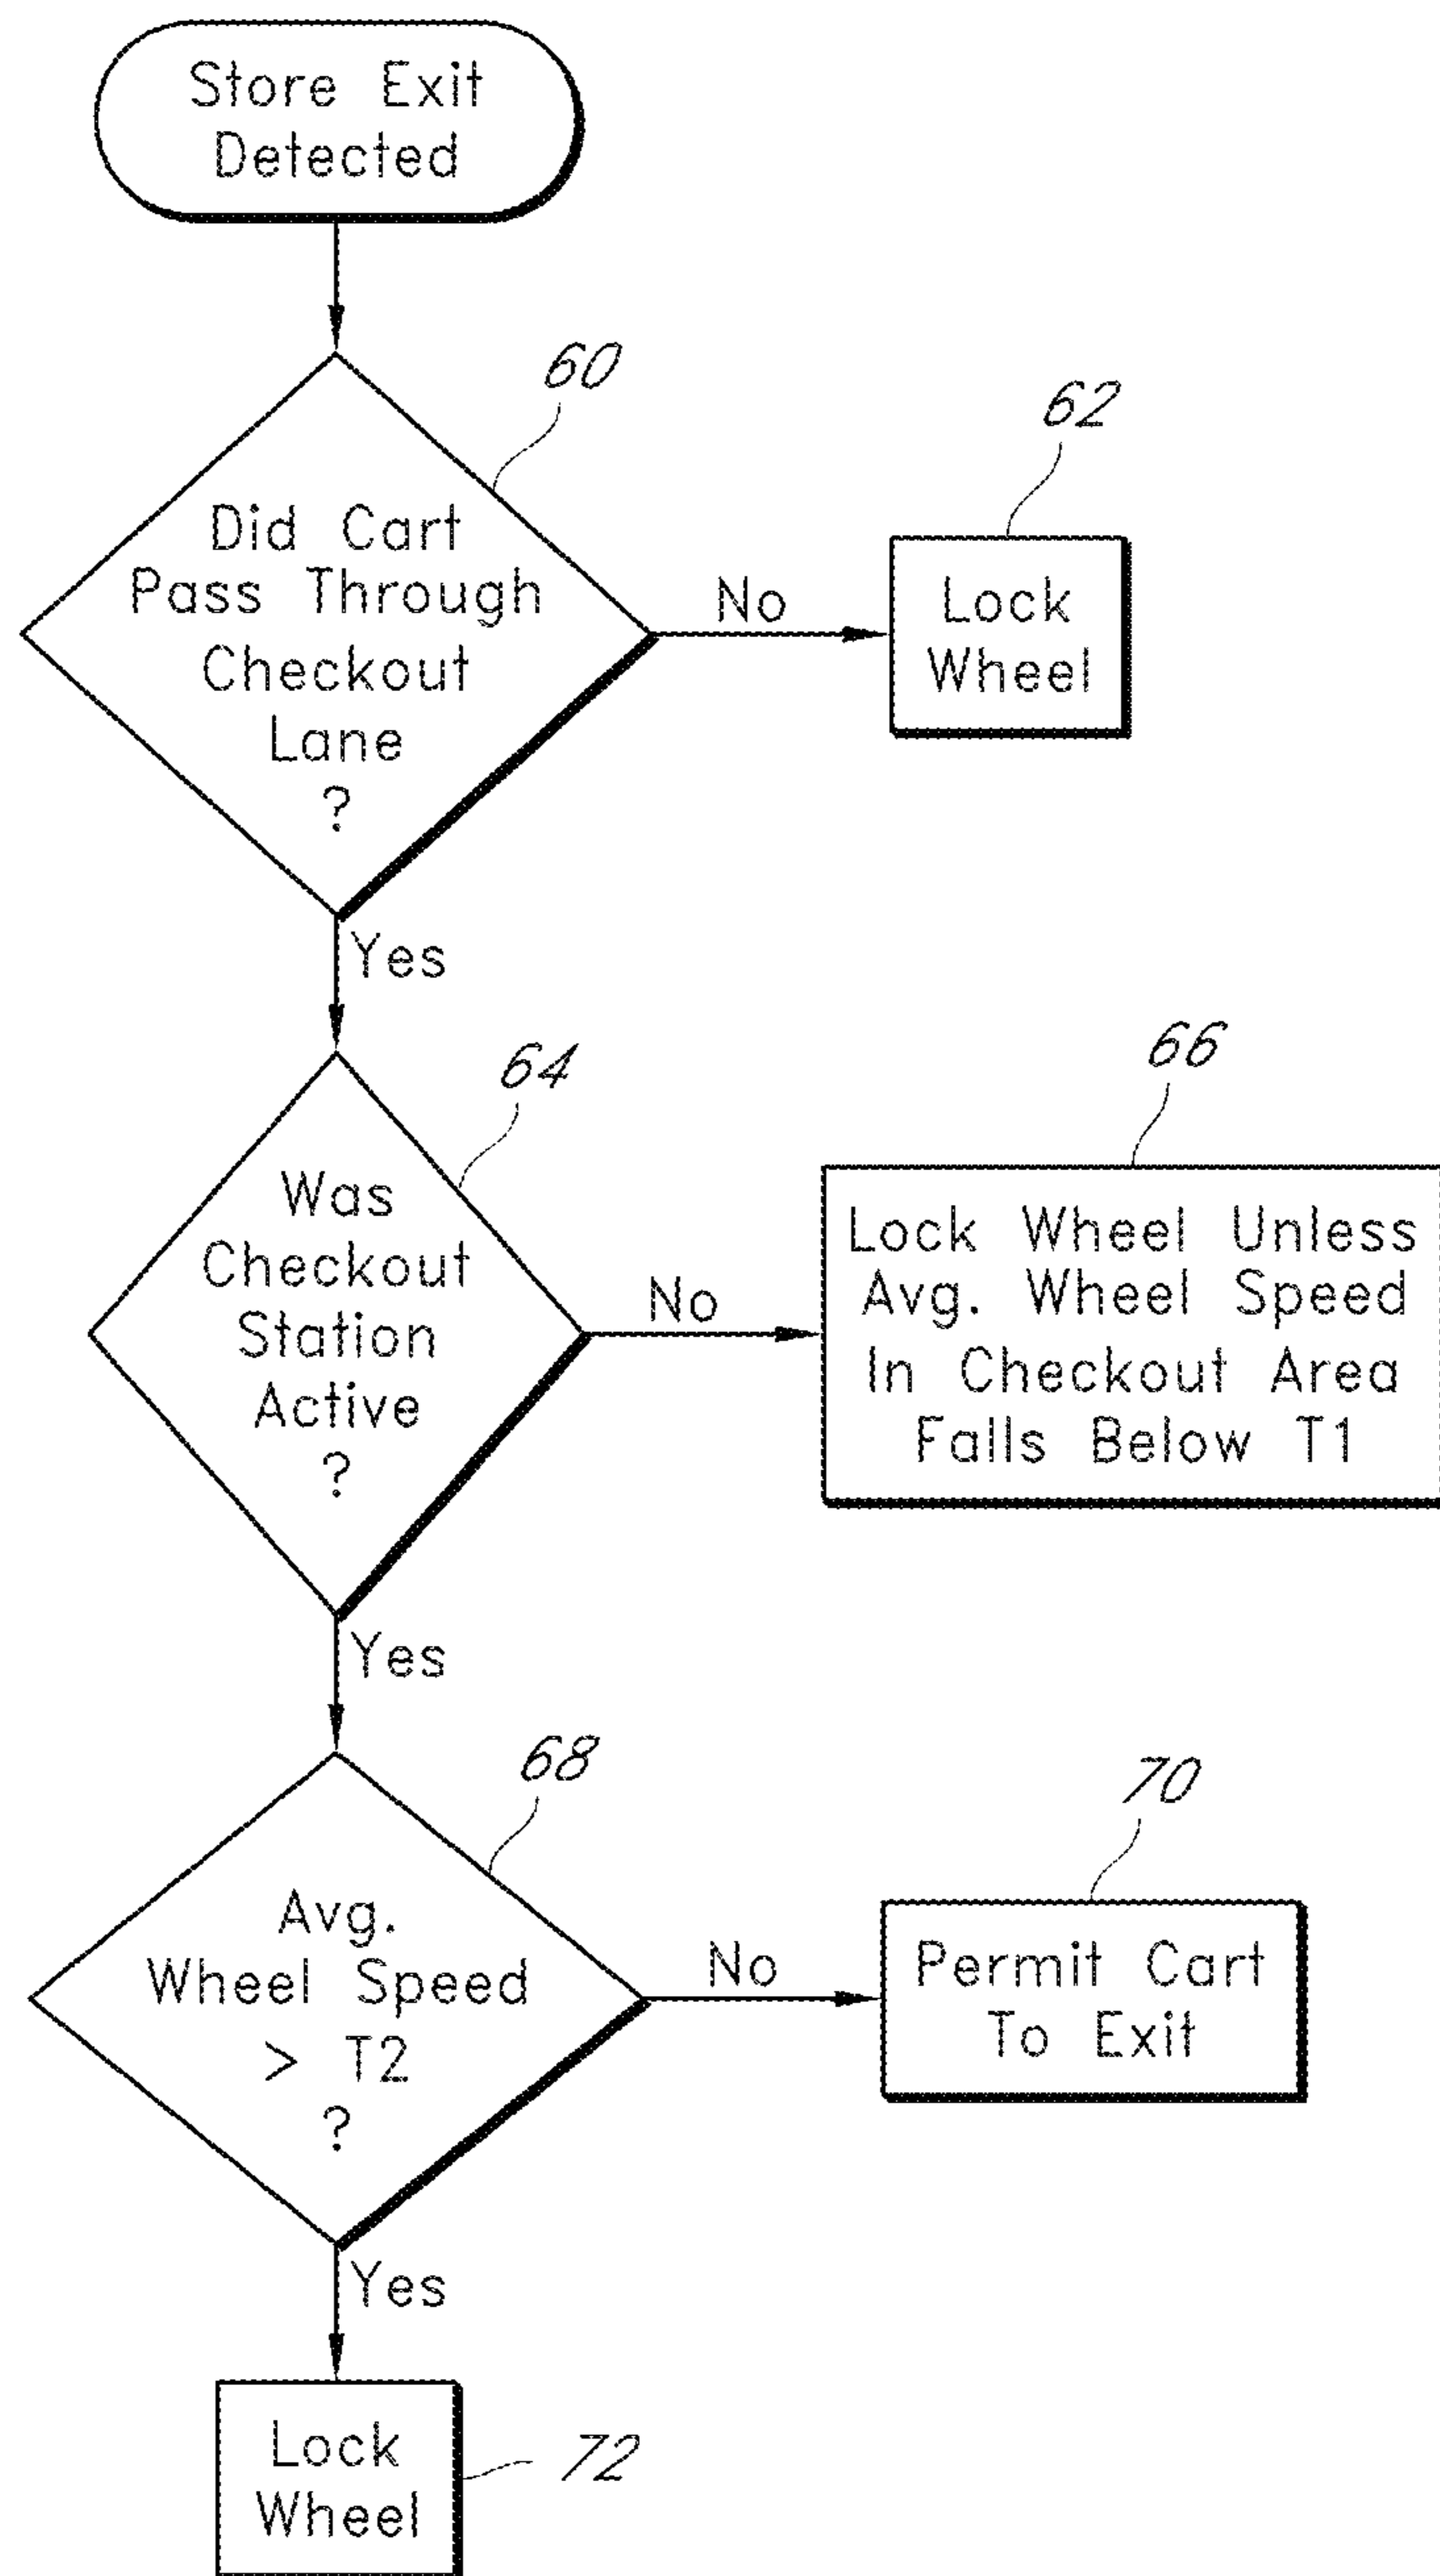 Store Exit
Detected
60
Did Cart
Pass Through
Checkout
Lane
?
No
62
Lock
Wheel
Yes
64
Was
Checkout
Station
Active
?
No
66
Lock Wheel Unless
Avg. Wheel Speed
In Checkout Area
Falls Below T1
Yes
68
Avg.
Wheel Speed
> T2
?
No
70
Permit Cart
To Exit
Yes
Lock
Wheel
72